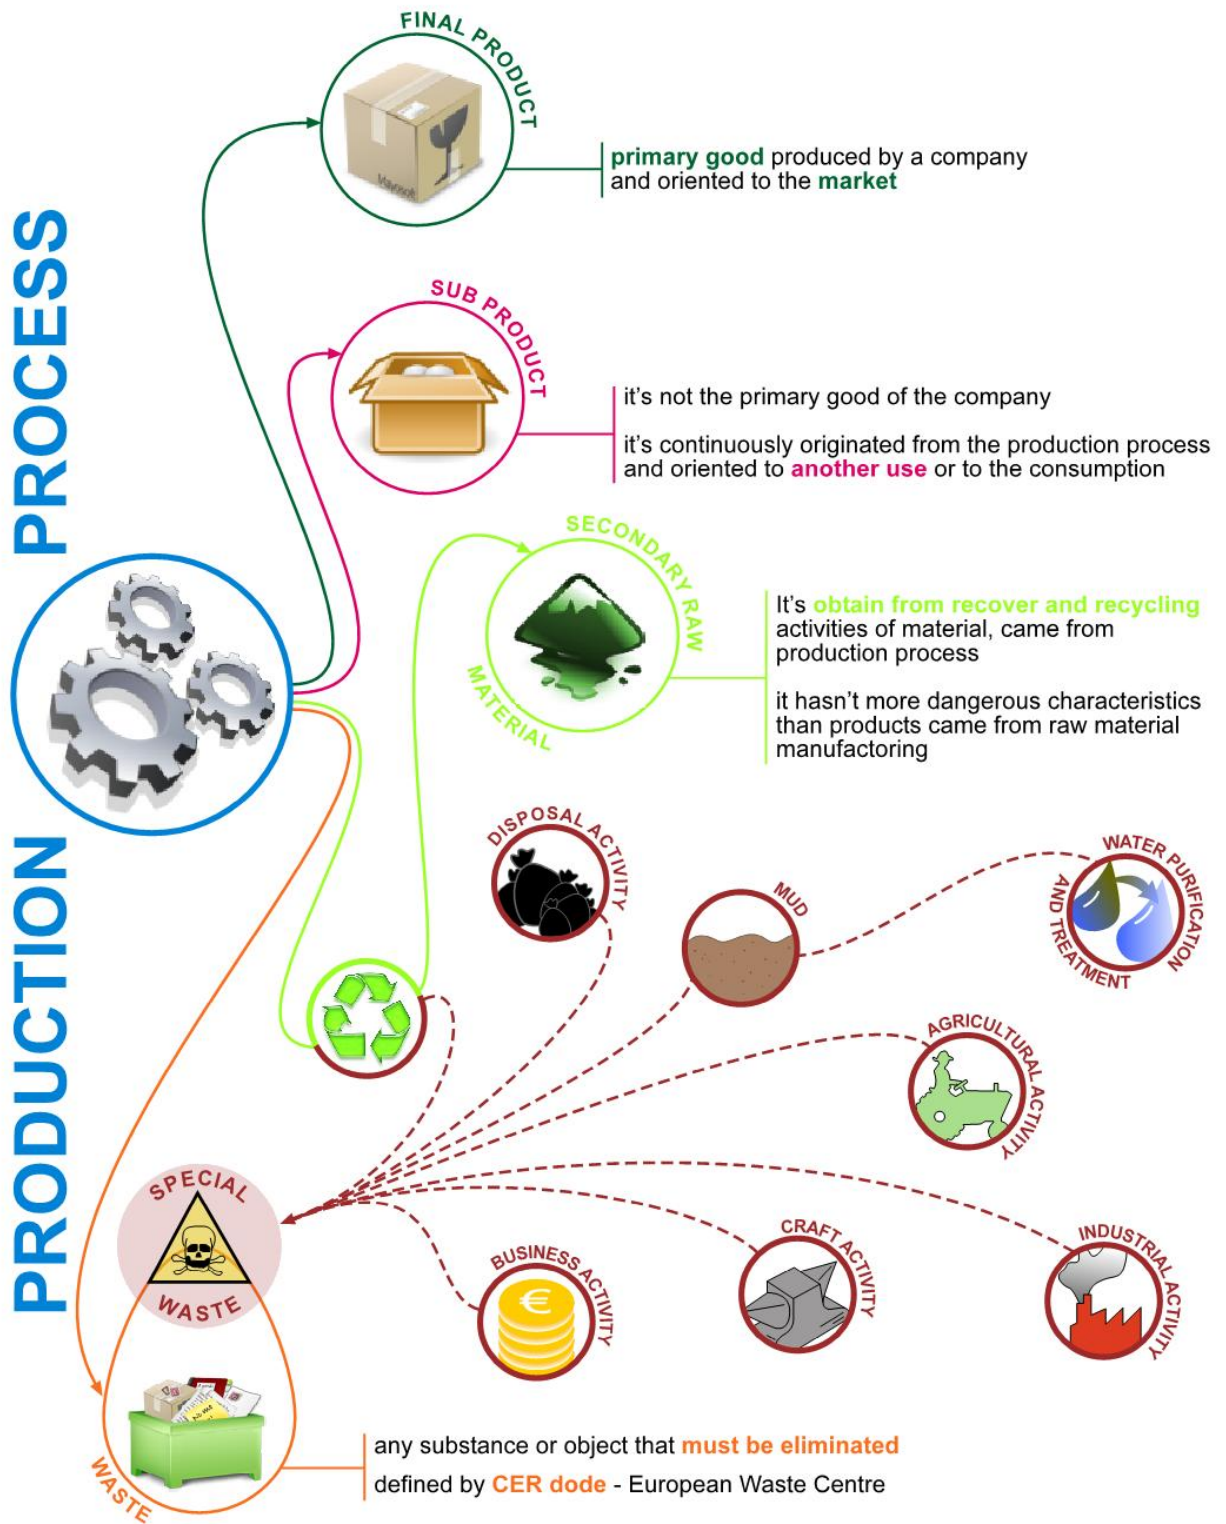 FINAL PRODUCT
primary good produced by a company
and oriented to the market
PROCESS
SUB PRODUCT
it's not the primary good of the company
it's continuously originated from the production process
and oriented to another use or to the consumption
SECONDARY RAW
MATERIAL
It's obtain from recover and recycling
activities of material, came from
production process
it hasn't more dangerous characteristics
than products came from raw material
manufactoring
PRODUCTION
DISPOSAL ACTIVITY
MUD
WATER PURIFICATION
AND TREATMENT
AGRICULTURAL ACTIVITY
SPECIAL
WASTE
BUSINESS ACTIVITY
€
CRAFT ACTIVITY
INDUSTRIAL ACTIVITY
WASTE
any substance or object that must be eliminated
defined by CER dode - European Waste Centre